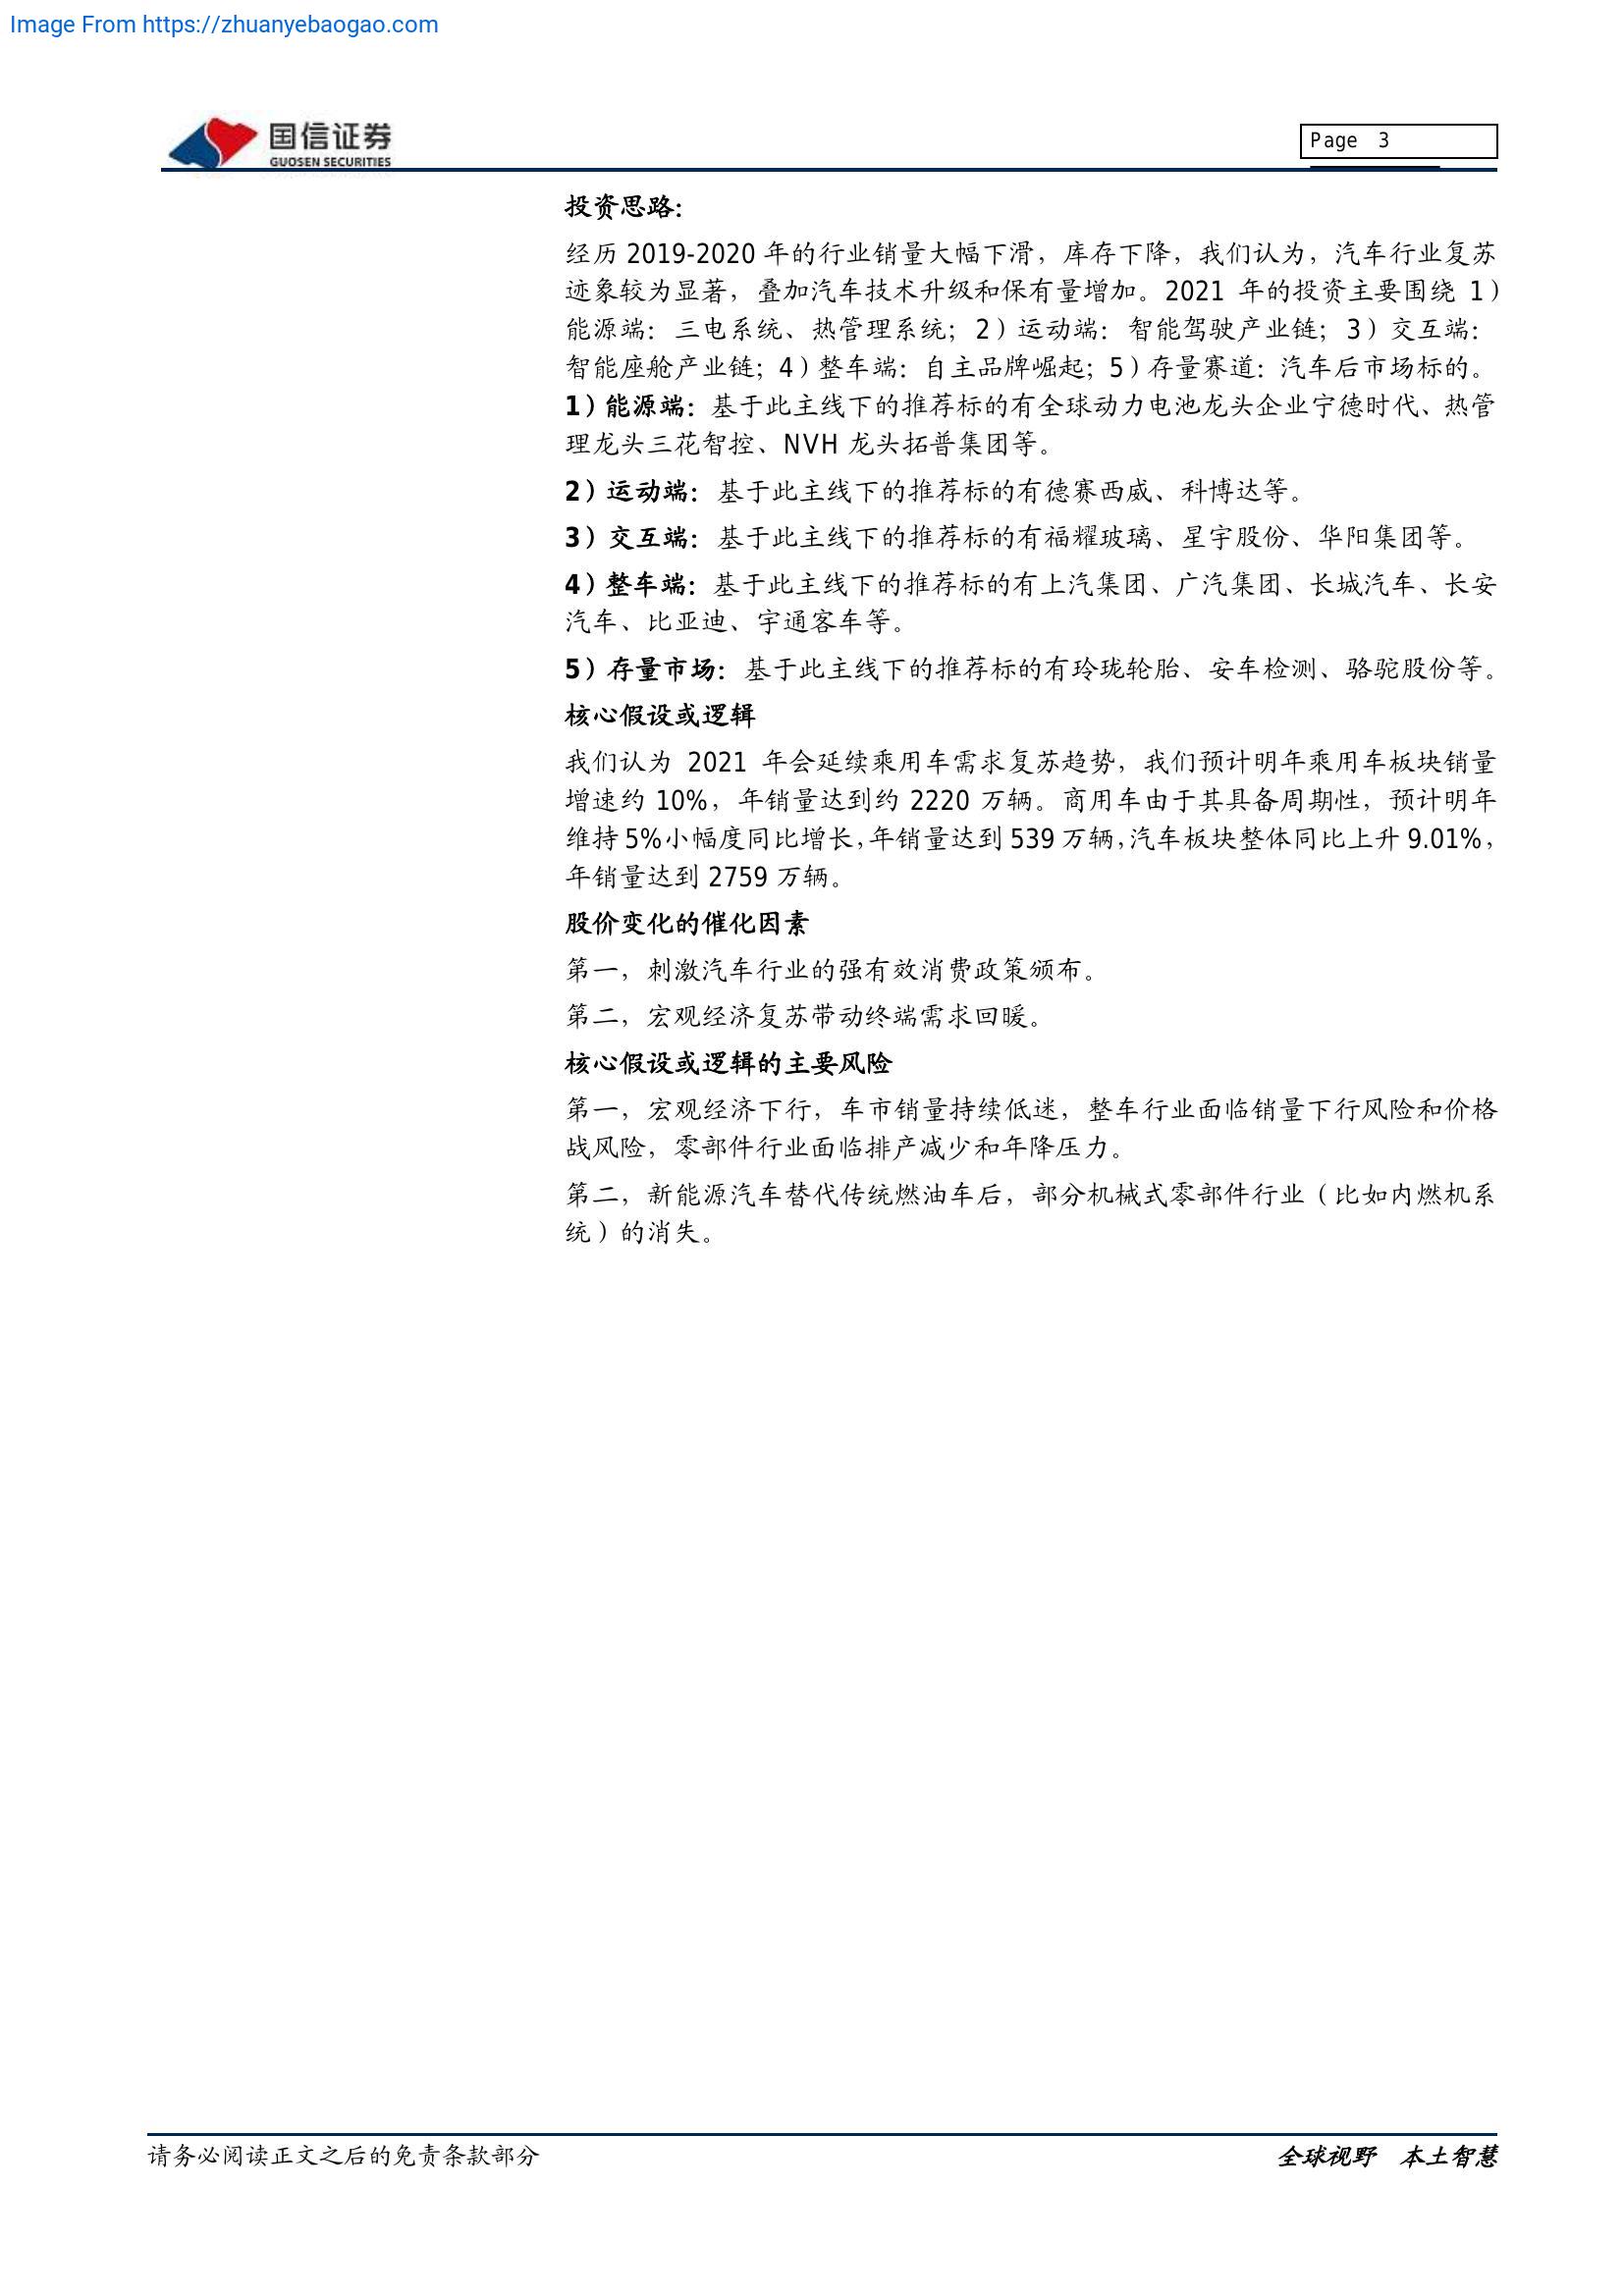 Image From https://zhuanyebaogao.com
国信证券
GUOSEN SECURITIES
Page 3
投资思路：
经历 2019-2020 年的行业销量大幅下滑，库存下降，我们认为，汽车行业复苏
迹象较为显著，叠加汽车技术升级和保有量增加。2021 年的投资主要围绕 1）
能源端：三电系统、热管理系统；2）运动端：智能驾驶产业链；3）交互端：
智能座舱产业链；4）整车端：自主品牌崛起；5）存量赛道：汽车后市场标的。
1）能源端：基于此主线下的推荐标的有全球动力电池龙头企业宁德时代、热管
理龙头三花智控、NVH 龙头拓普集团等。
2）运动端：基于此主线下的推荐标的有德赛西威、科博达等。
3）交互端：基于此主线下的推荐标的有福耀玻璃、星宇股份、华阳集团等。
4）整车端：基于此主线下的推荐标的有上汽集团、广汽集团、长城汽车、长安
汽车、比亚迪、宇通客车等。
5）存量市场：基于此主线下的推荐标的有玲珑轮胎、安车检测、骆驼股份等。
核心假设或逻辑
我们认为 2021 年会延续乘用车需求复苏趋势，我们预计明年乘用车板块销量
增速约 10%，年销量达到约 2220 万辆。商用车由于其具备周期性，预计明年
维持 5%小幅度同比增长，年销量达到 539 万辆，汽车板块整体同比上升 9.01%，
年销量达到 2759 万辆。
股价变化的催化因素
第一，刺激汽车行业的强有效消费政策颁布。
第二，宏观经济复苏带动终端需求回暖。
核心假设或逻辑的主要风险
第一，宏观经济下行，车市销量持续低迷，整车行业面临销量下行风险和价格
战风险，零部件行业面临排产减少和年降压力。
第二，新能源汽车替代传统燃油车后，部分机械式零部件行业（比如内燃机系
统）的消失。
请务必阅读正文之后的免责条款部分
全球视野 本土智慧